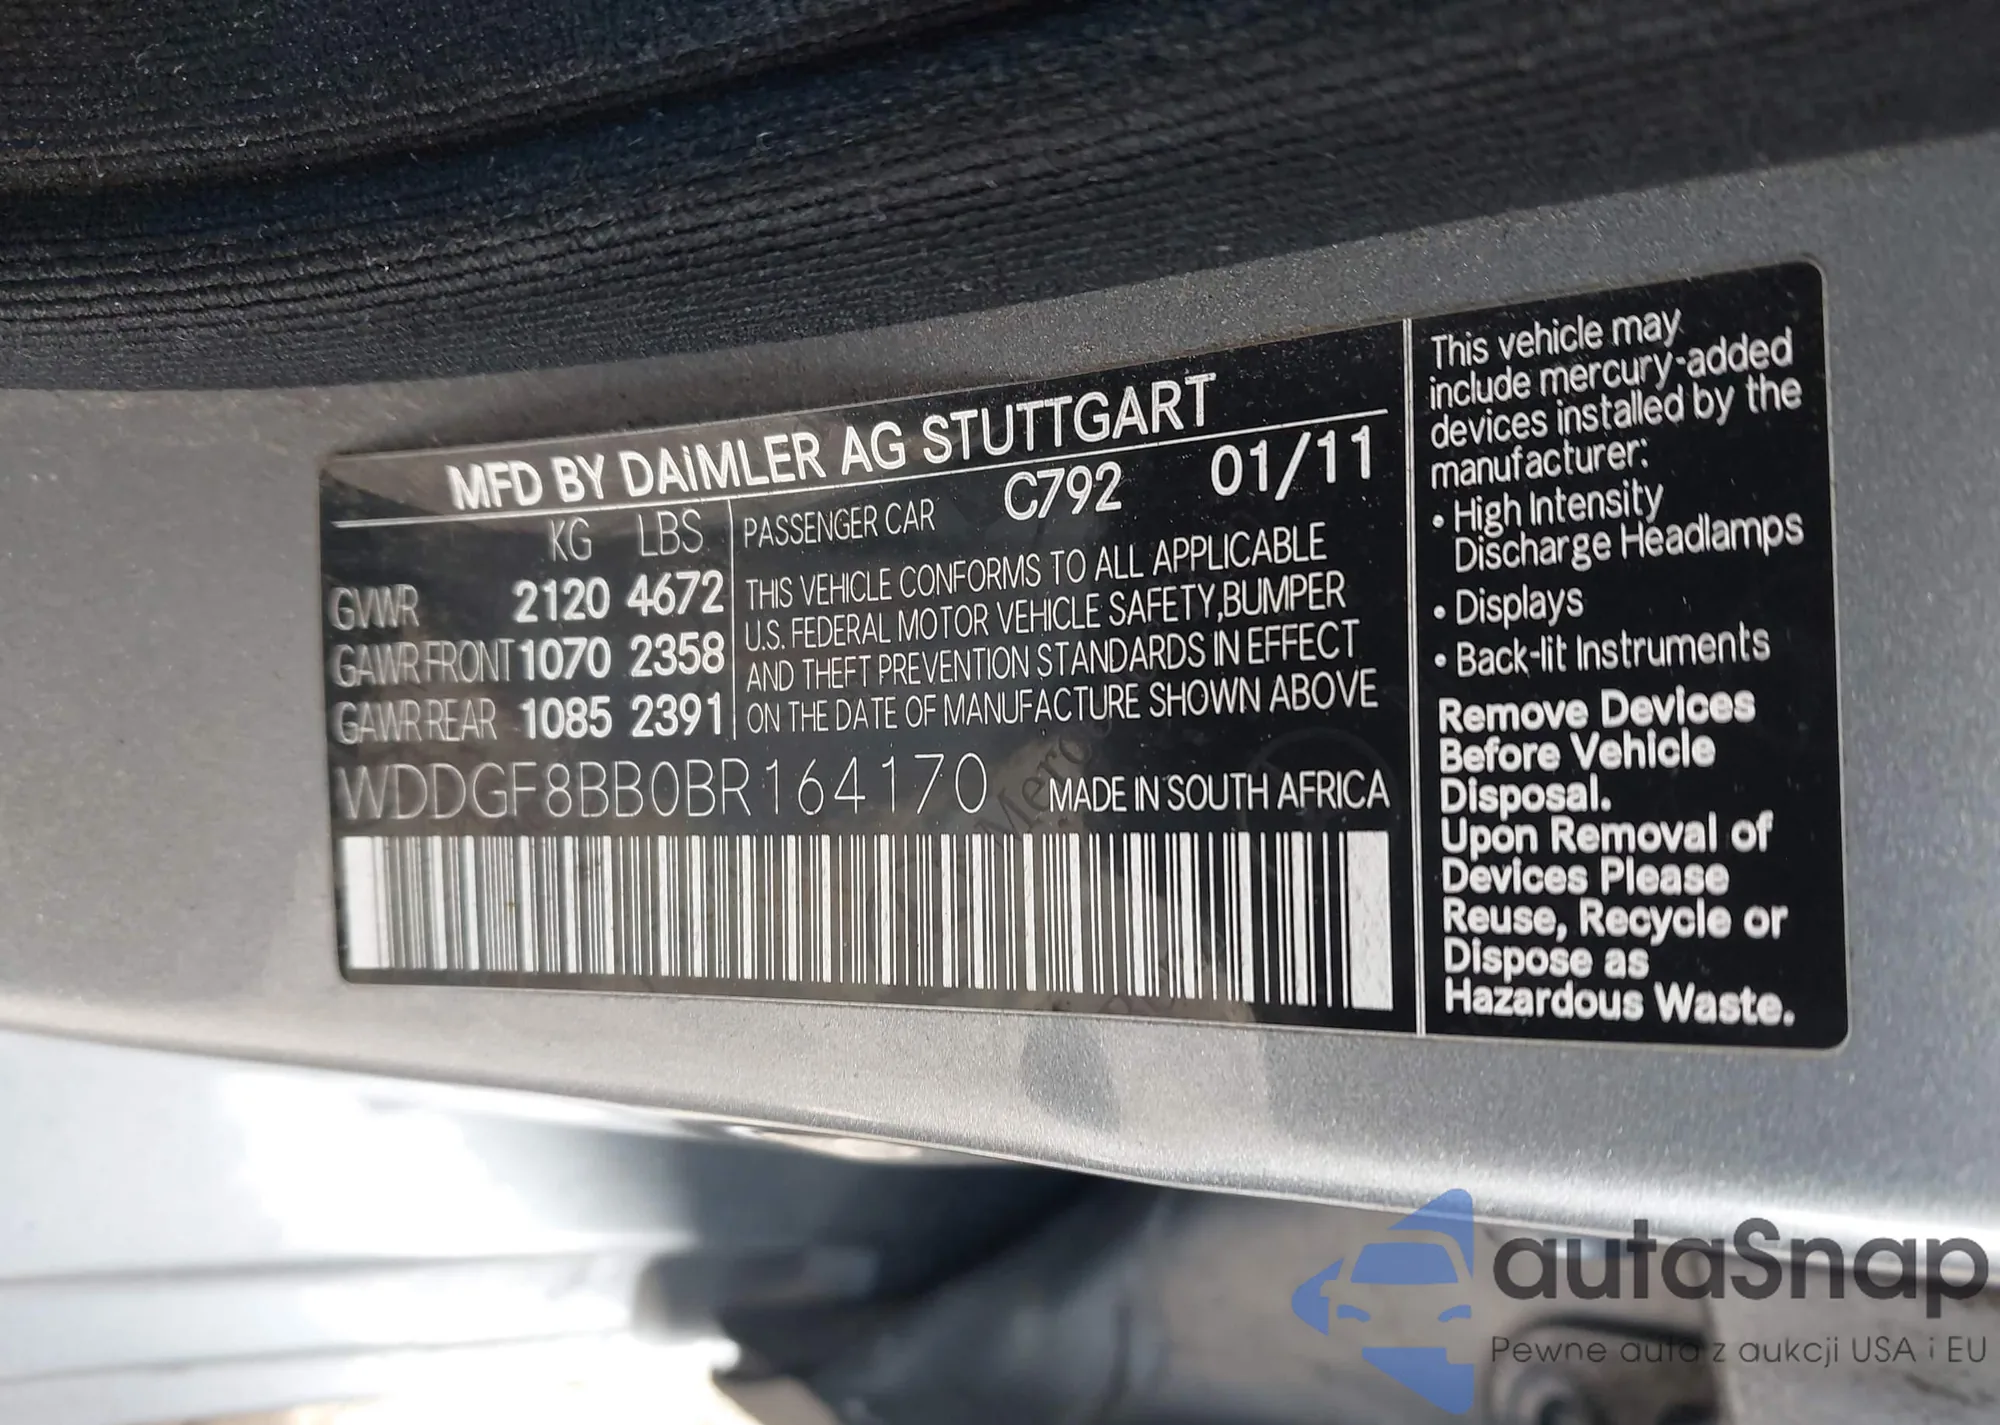 MFD BY DAiMLER AG STUTTGART
KG LBS
GVWR 2120 4672
GAWR FRONT 1070 2358
GAWR REAR 1085 2391
PASSENGER CAR C792 01/11
THIS VEHICLE CONFORMS TO ALL APPLICABLE
U.S. FEDERAL MOTOR VEHICLE SAFETY,BUMPER
AND THEFT PREVENTION STANDARDS IN EFFECT
ON THE DATE OF MANUFACTURE SHOWN ABOVE
WDDGF8BB0BR164170 MADE IN SOUTH AFRICA
This vehicle may
include mercury-added
devices installed by the
manufacturer:
• High Intensity
Discharge Headlamps
• Displays
• Back-lit Instruments
Remove Devices
Before Vehicle
Disposal.
Upon Removal of
Devices Please
Reuse, Recycle or
Dispose as
Hazardous Waste.
autaSnap
Pewne auta z aukcji USA i EU